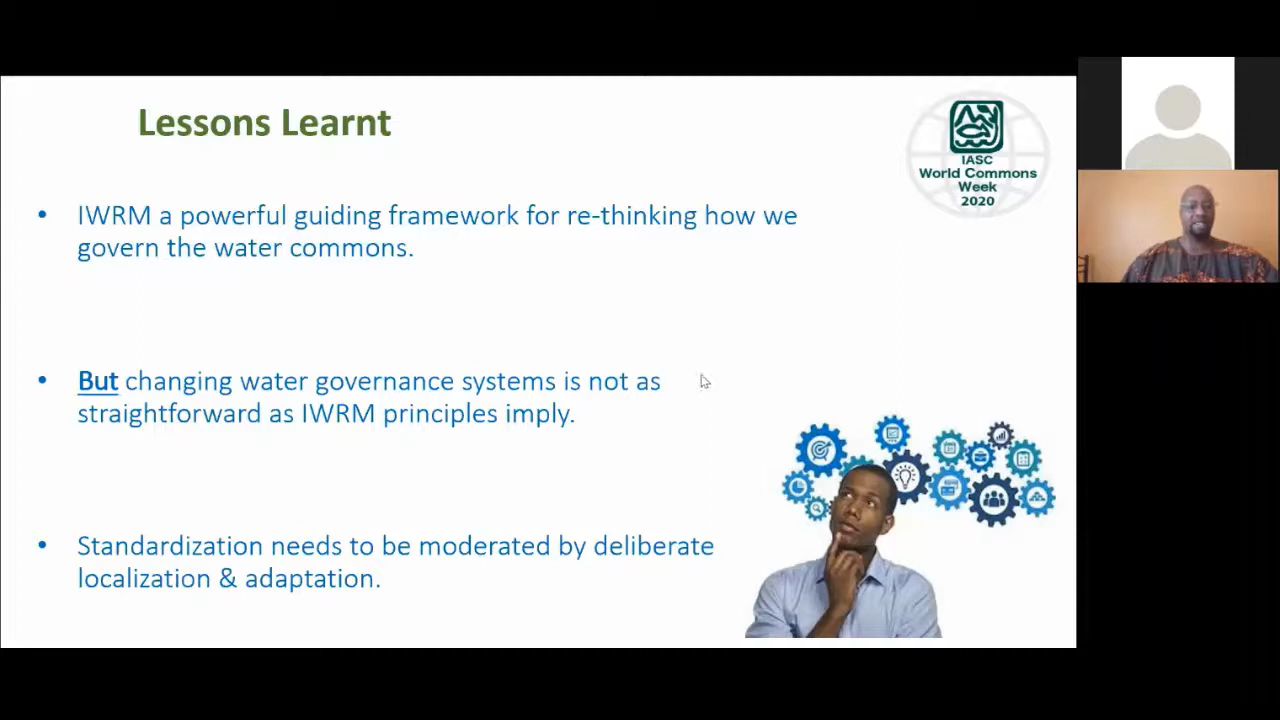 Lessons Learnt
IASC
World Commons
Week
2020
• IWRM a powerful guiding framework for re-thinking how we
govern the water commons.
• But changing water governance systems is not as
straightforward as IWRM principles imply.
• Standardization needs to be moderated by deliberate
localization & adaptation.